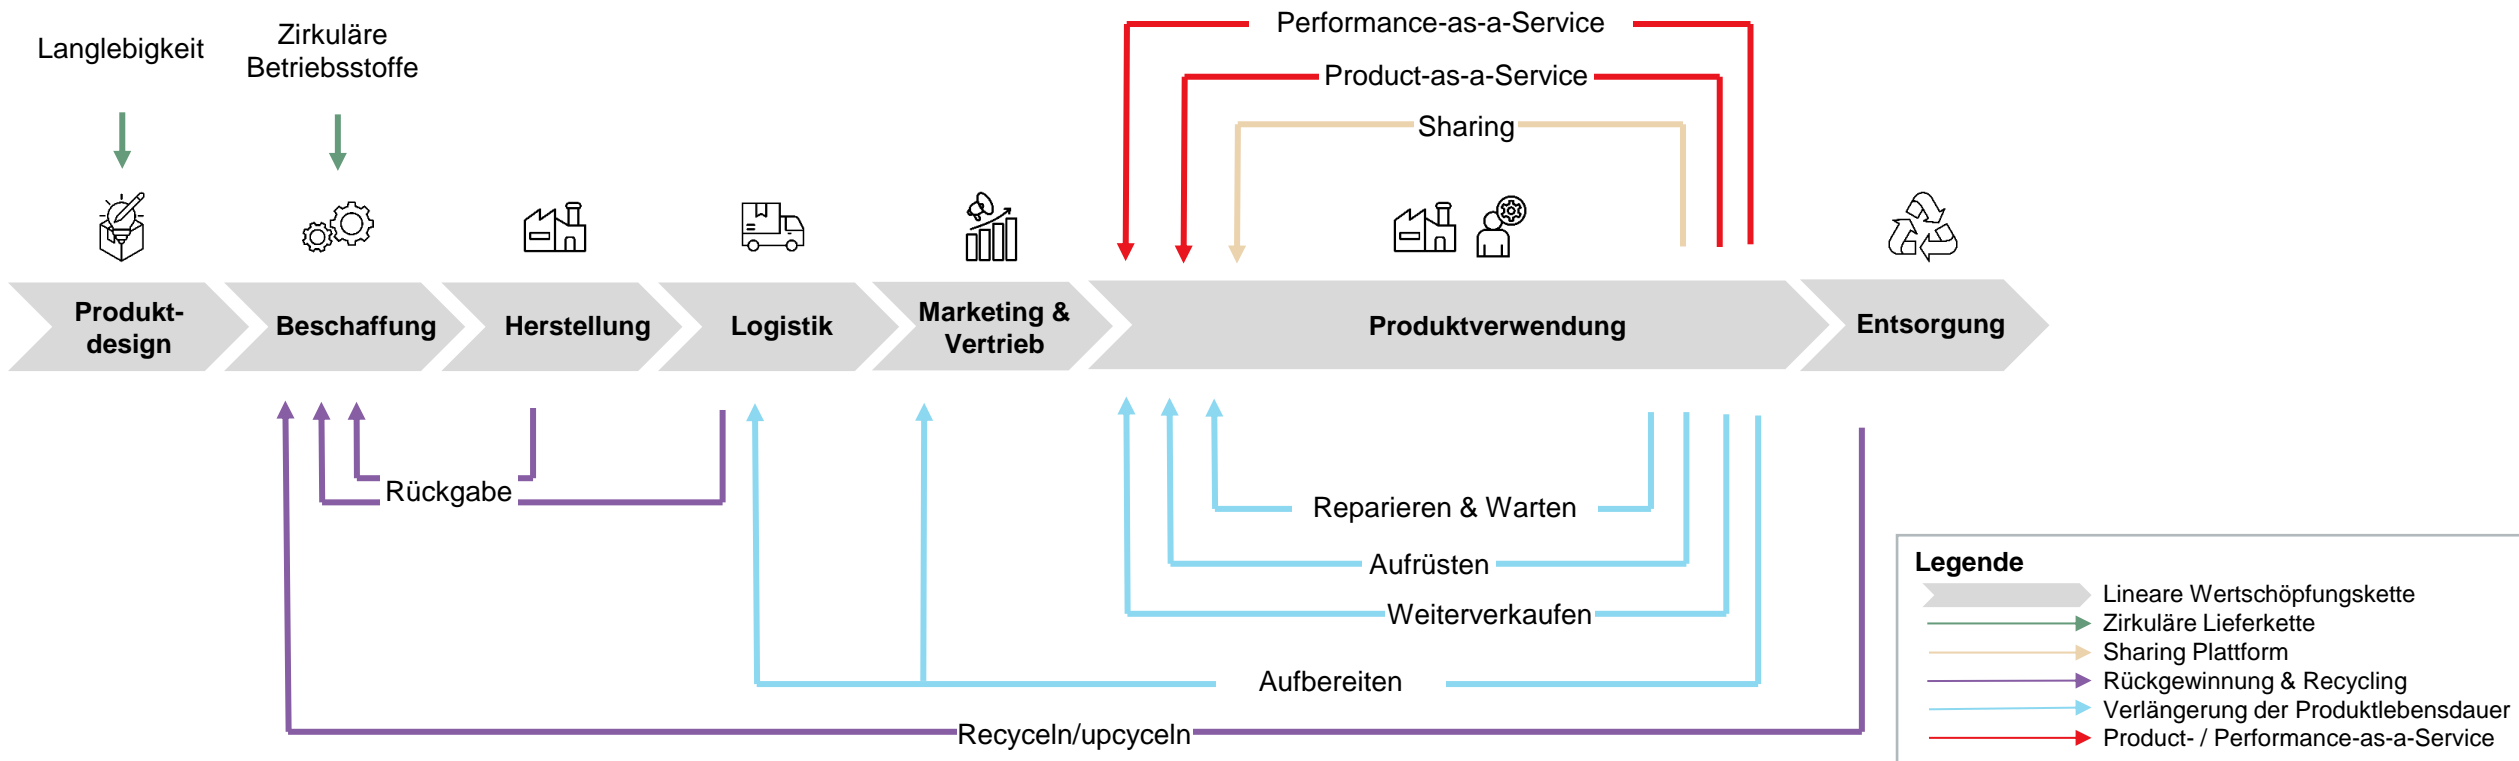 Langlebigkeit
Zirkuläre
Betriebsstoffe
Performance-as-a-Service
Product-as-a-Service
Sharing
Produkt-
design
Beschaffung
Herstellung
Logistik
Marketing &
Vertrieb
Produktverwendung
Entsorgung
Rückgabe
Reparieren & Warten
Aufrüsten
Weiterverkaufen
Aufbereiten
Recyceln/upcyceln
Legende
Lineare Wertschöpfungskette
Zirkuläre Lieferkette
Sharing Plattform
Rückgewinnung & Recycling
Verlängerung der Produktlebensdauer
Product- / Performance-as-a-Service